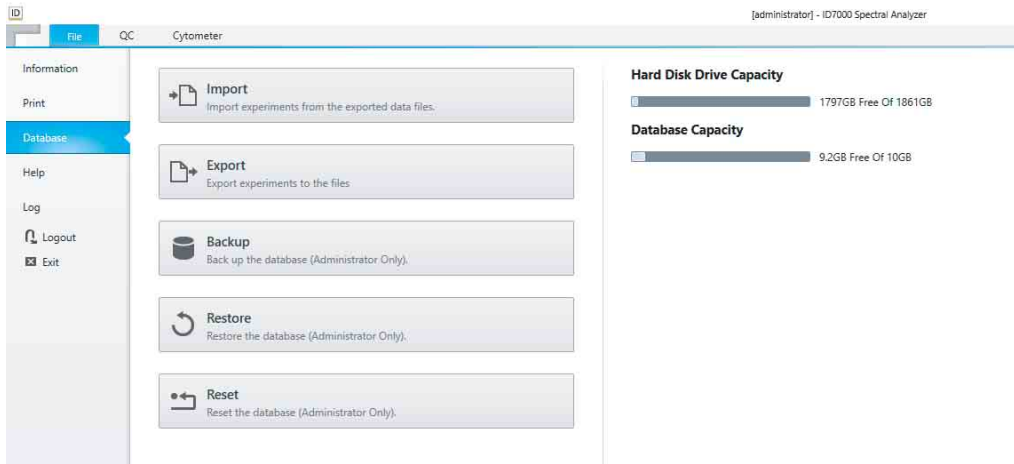 ID
[administrator] - ID7000 Spectral Analyzer
File QC Cytometer
Information
Print
Database
Help
Log
Logout
Exit
Import
Import experiments from the exported data files.
Export
Export experiments to the files
Backup
Back up the database (Administrator Only).
Restore
Restore the database (Administrator Only).
Reset
Reset the database (Administrator Only).
Hard Disk Drive Capacity
1797GB Free Of 1861GB
Database Capacity
9.2GB Free Of 10GB